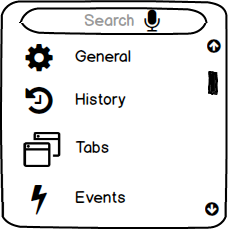 Search
General
History
Tabs
Events